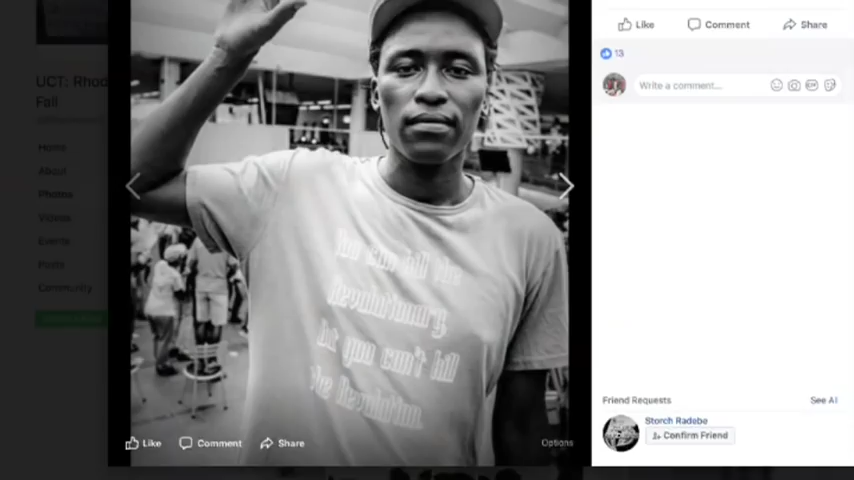 UCT: Rhod
Fall
Home
About
Photos
Videos
Events
Posts
Community
You can kill the
Revolutionary,
but you can't kill
the Revolution
Like Comment Share
Options
Like Comment Share
13
Write a comment...
GIF
Friend Requests See Al
Storch Radebe
Confirm Friend